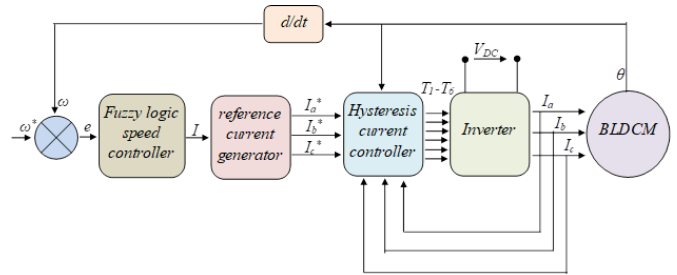 d/dt
V_DC
θ
ω
T_1-T_6
ω*
e
Fuzzy logic
speed
controller
I
reference
current
generator
I_a*
I_b*
I_c*
Hysteresis
current
controller
Inverter
I_a
I_b
I_c
BLDCM